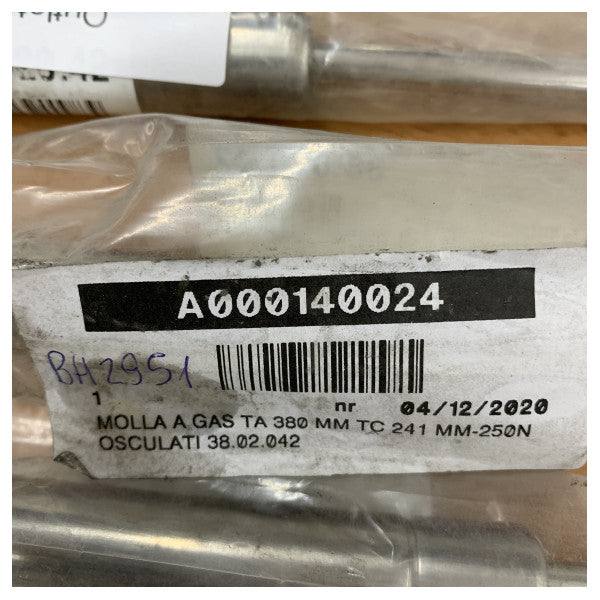 A000140024
BH2951
1 nr 04/12/2020
MOLLA A GAS TA 380 MM TC 241 MM-250N
OSCULATI 38.02.042